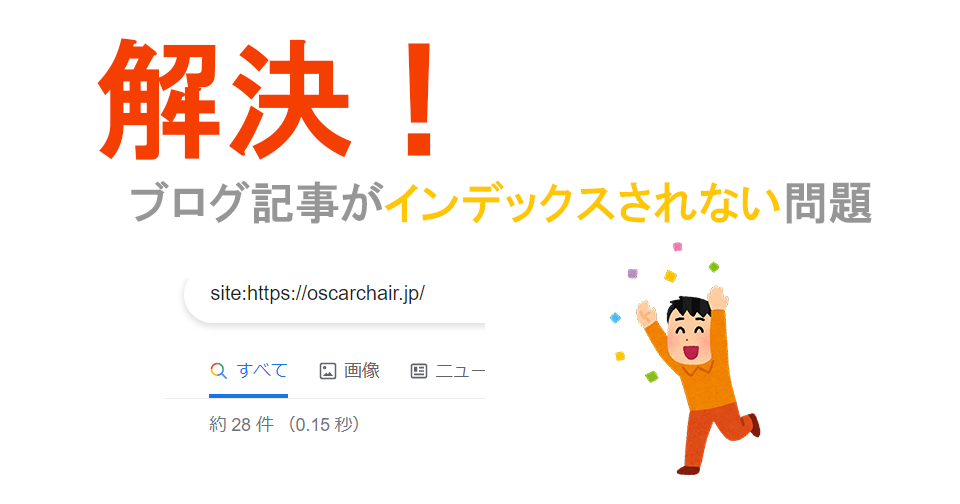 解決！
ブログ記事がインデックスされない問題
site:https://oscarchair.jp/
すべて 画像 ニュー
約 28 件 （0.15 秒）